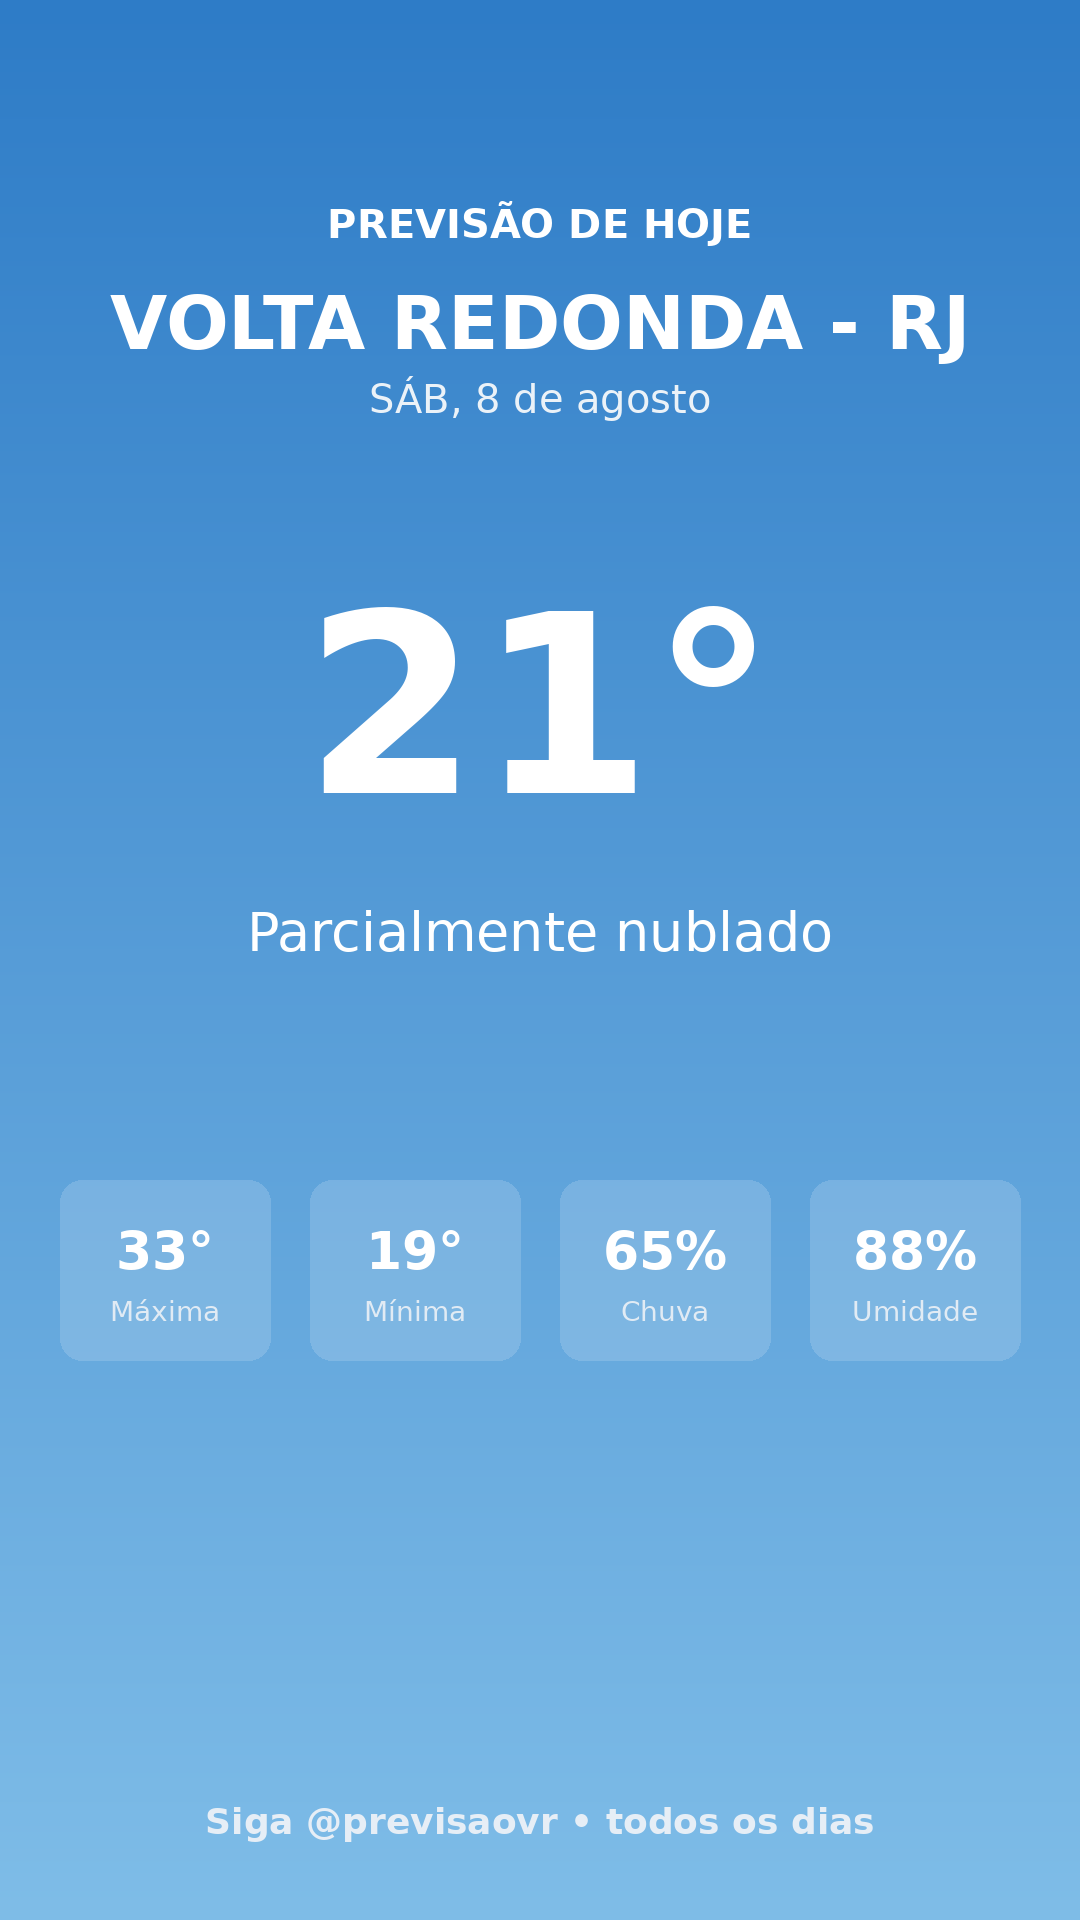 PREVISÃO DE HOJE
VOLTA REDONDA - RJ
SÁB, 8 de agosto
21°
Parcialmente nublado
33°
Máxima
19°
Mínima
65%
Chuva
88%
Umidade
Siga @previsaovr • todos os dias